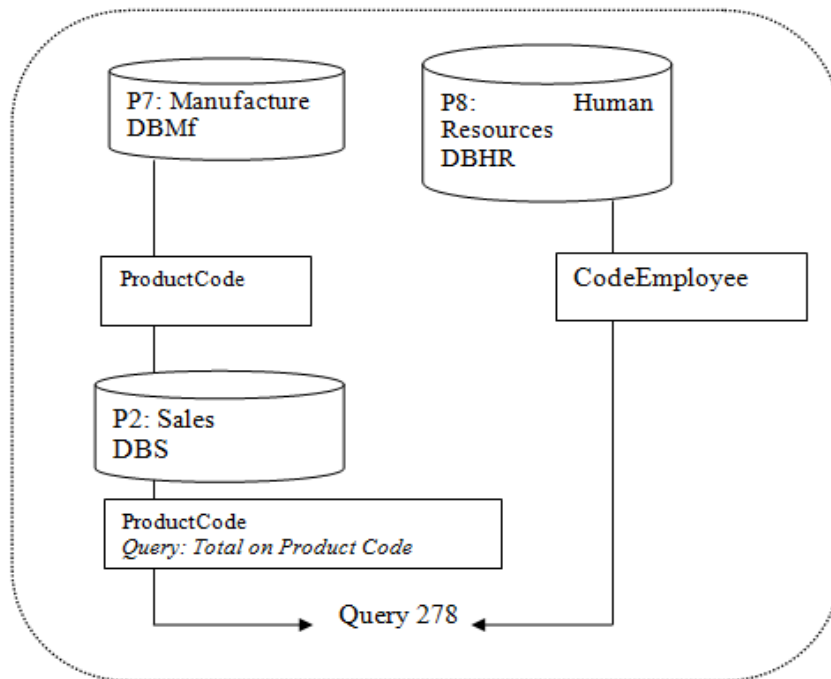 P7: Manufacture
DBMf
P8: Human
Resources
DBHR
ProductCode
CodeEmployee
P2: Sales
DBS
ProductCode
Query: Total on Product Code
Query 278